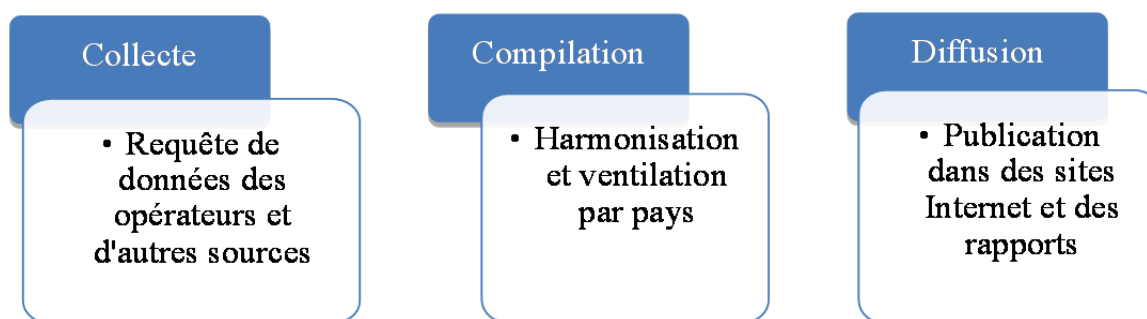 Collecte
• Requête de
données des
opérateurs et
d'autres sources
Compilation
• Harmonisation
et ventilation
par pays
Diffusion
• Publication
dans des sites
Internet et des
rapports